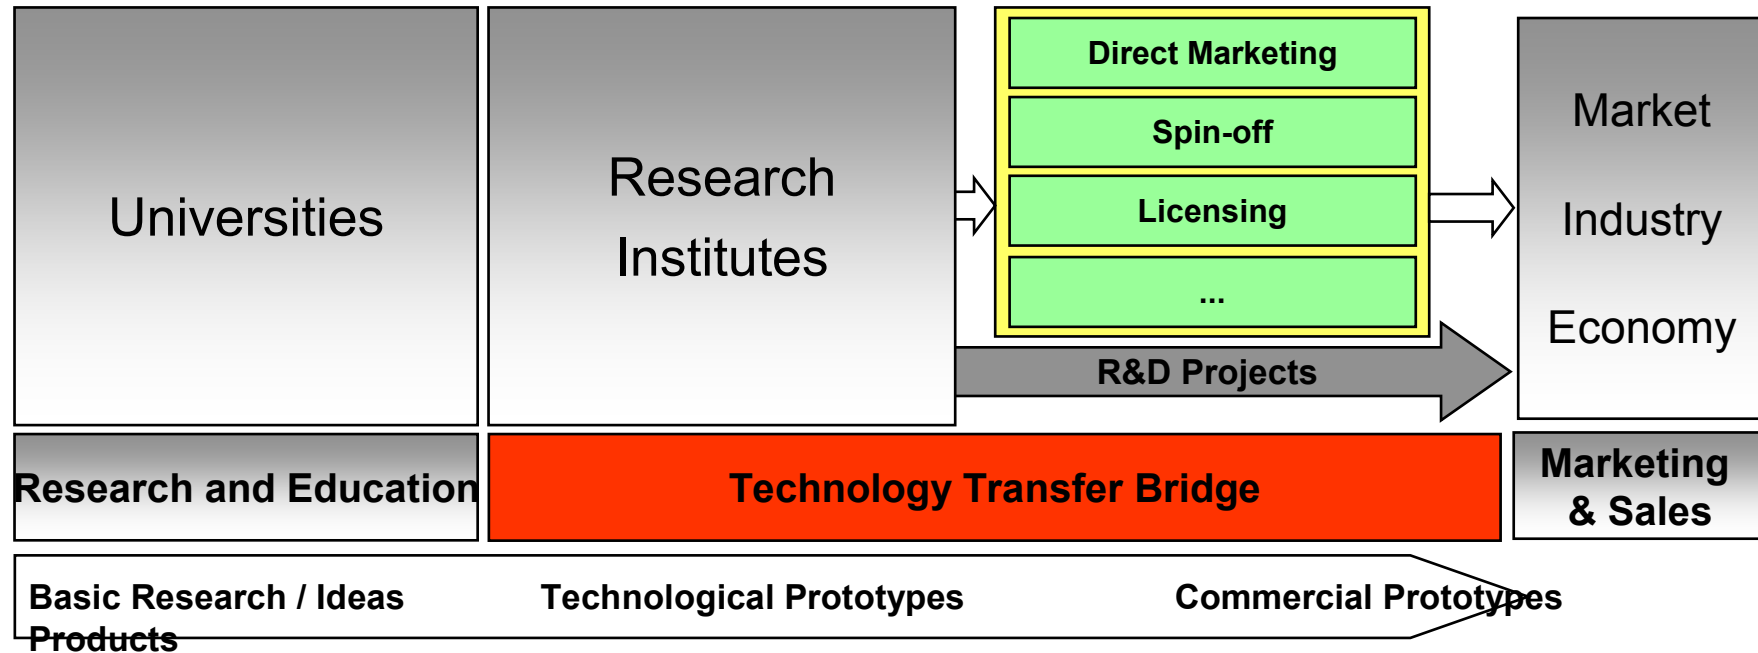 Universities
Research
Institutes
Direct Marketing
Spin-off
Licensing
...
R&D Projects
Market
Industry
Economy
Research and Education
Technology Transfer Bridge
Marketing
& Sales
Basic Research / Ideas Technological Prototypes Commercial Prototypes
Products